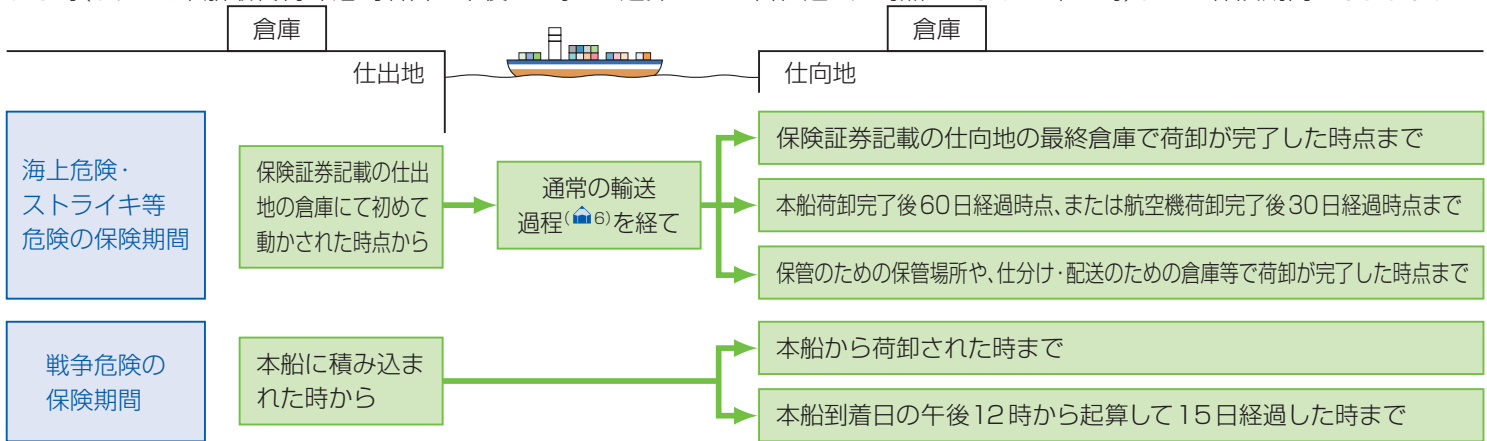 倉庫
倉庫
仕出地
仕向地
海上危険・
ストライキ等
危険の保険期間
保険証券記載の仕出
地の倉庫にて初めて
動かされた時点から
通常の輸送
過程(6)を経て
保険証券記載の仕向地の最終倉庫で荷卸が完了した時点まで
本船荷卸完了後60日経過時点、または航空機荷卸完了後30日経過時点まで
保管のための保管場所や、仕分け・配送のための倉庫等で荷卸が完了した時点まで
戦争危険の
保険期間
本船に積み込ま
れた時から
本船から荷卸された時まで
本船到着日の午後12時から起算して15日経過した時まで